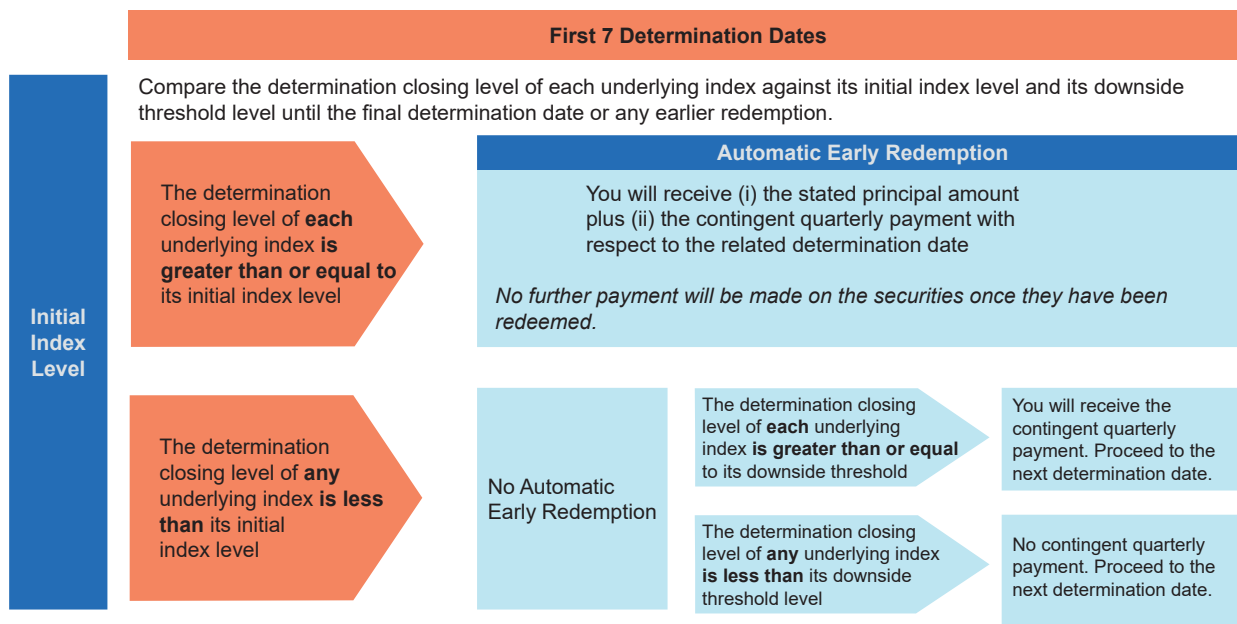 First 7 Determination Dates
Compare the determination closing level of each underlying index against its initial index level and its downside
threshold level until the final determination date or any earlier redemption.
Initial
Index
Level
The determination
closing level of each
underlying index is
greater than or equal to
its initial index level
Automatic Early Redemption
You will receive (i) the stated principal amount
plus (ii) the contingent quarterly payment with
respect to the related determination date
No further payment will be made on the securities once they have been
redeemed.
The determination
closing level of any
underlying index is less
than its initial
index level
No Automatic
Early Redemption
The determination closing
level of each underlying
index is greater than or equal
to its downside threshold
You will receive the
contingent quarterly
payment. Proceed to the
next determination date.
The determination closing
level of any underlying index
is less than its downside
threshold level
No contingent quarterly
payment. Proceed to the
next determination date.